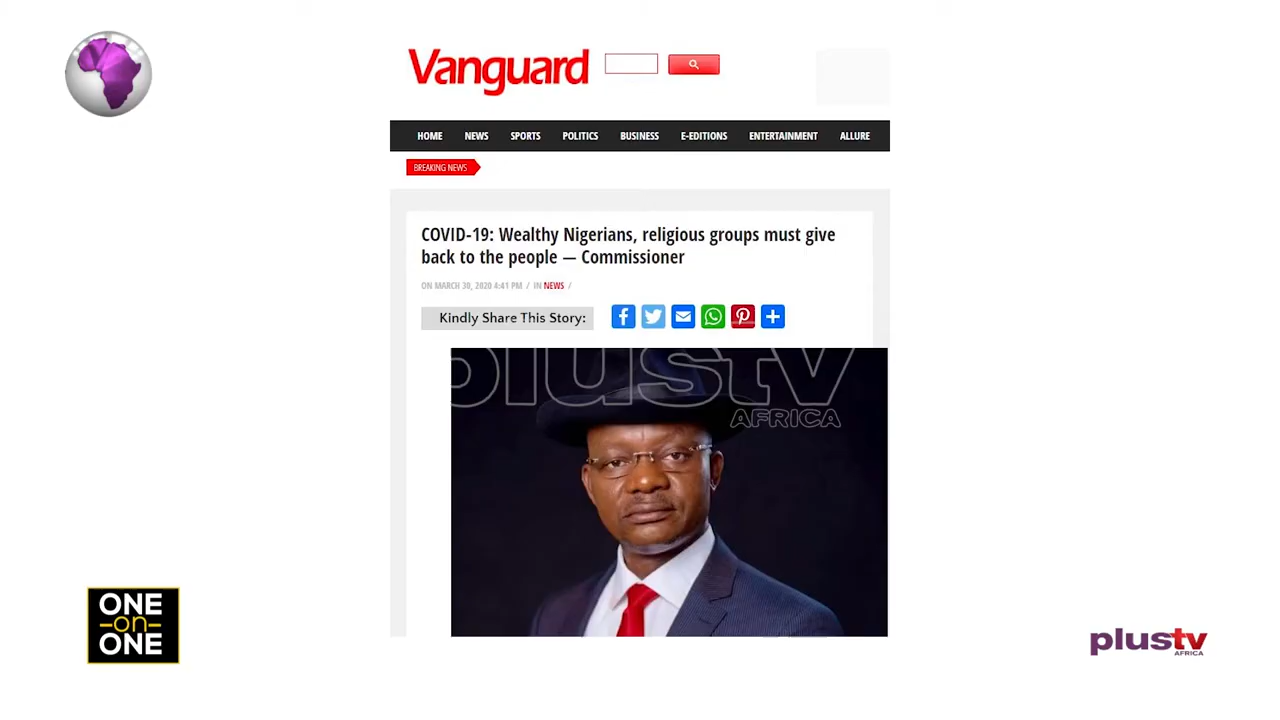 Vanguard
HOME NEWS SPORTS POLITICS BUSINESS E-EDITIONS ENTERTAINMENT ALLURE
BREAKING NEWS
COVID-19: Wealthy Nigerians, religious groups must give
back to the people — Commissioner
ON MARCH 30, 2020 4:41 PM / IN NEWS /
Kindly Share This Story:
plustv
AFRICA
ONE
-on-
ONE
plustv
AFRICA